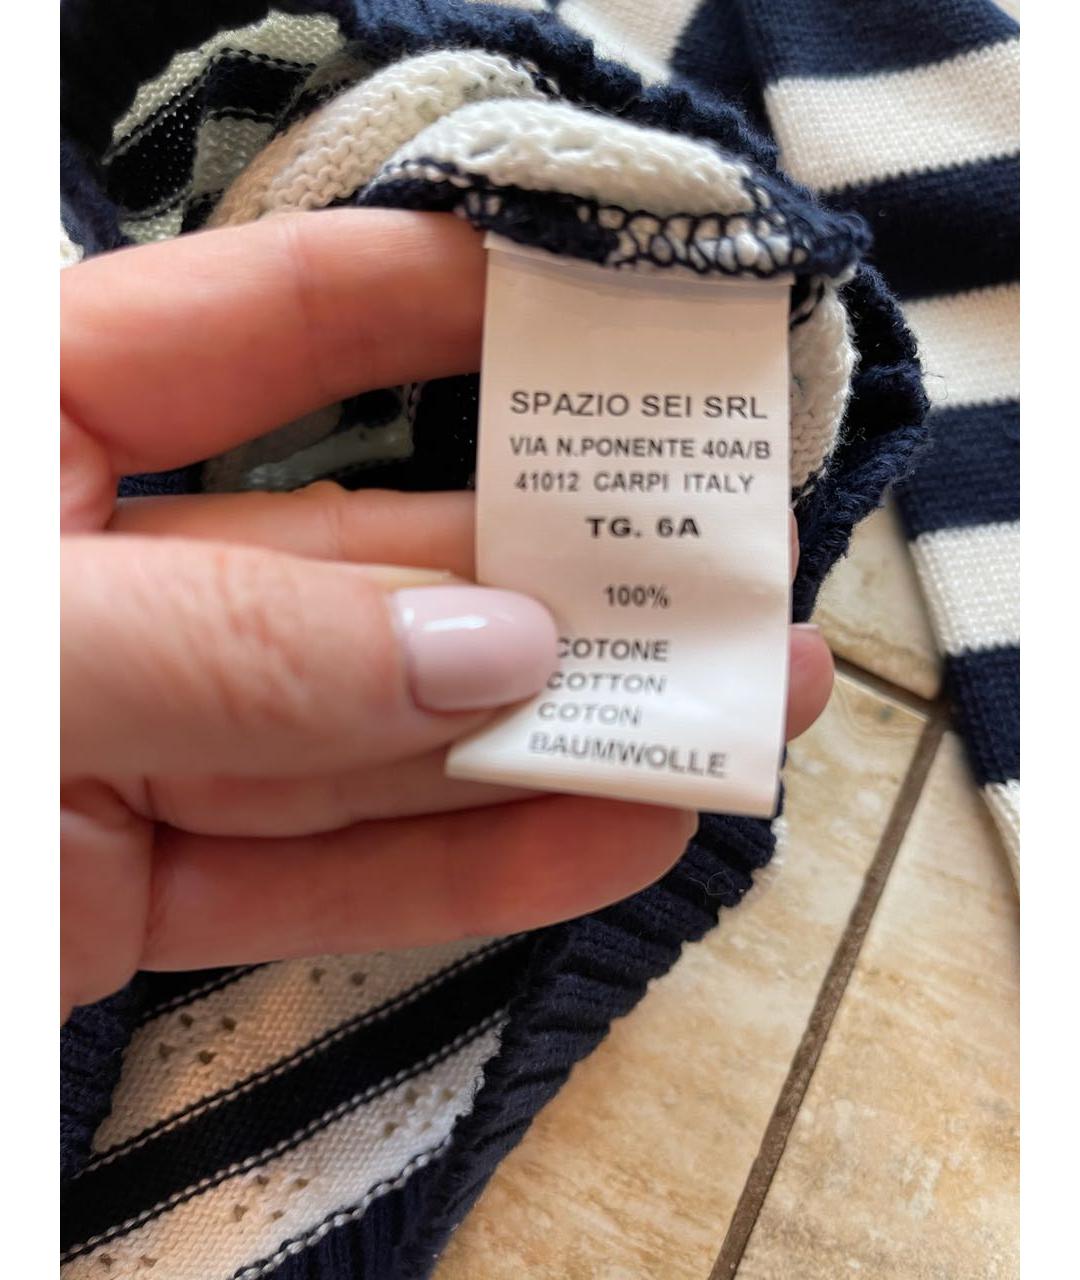 SPAZIO SEI SRL
VIA N.PONENTE 40A/B
41012 CARPI ITALY
TG. 6A
100%
COTONE
COTTON
COTON
BAUMWOLLE